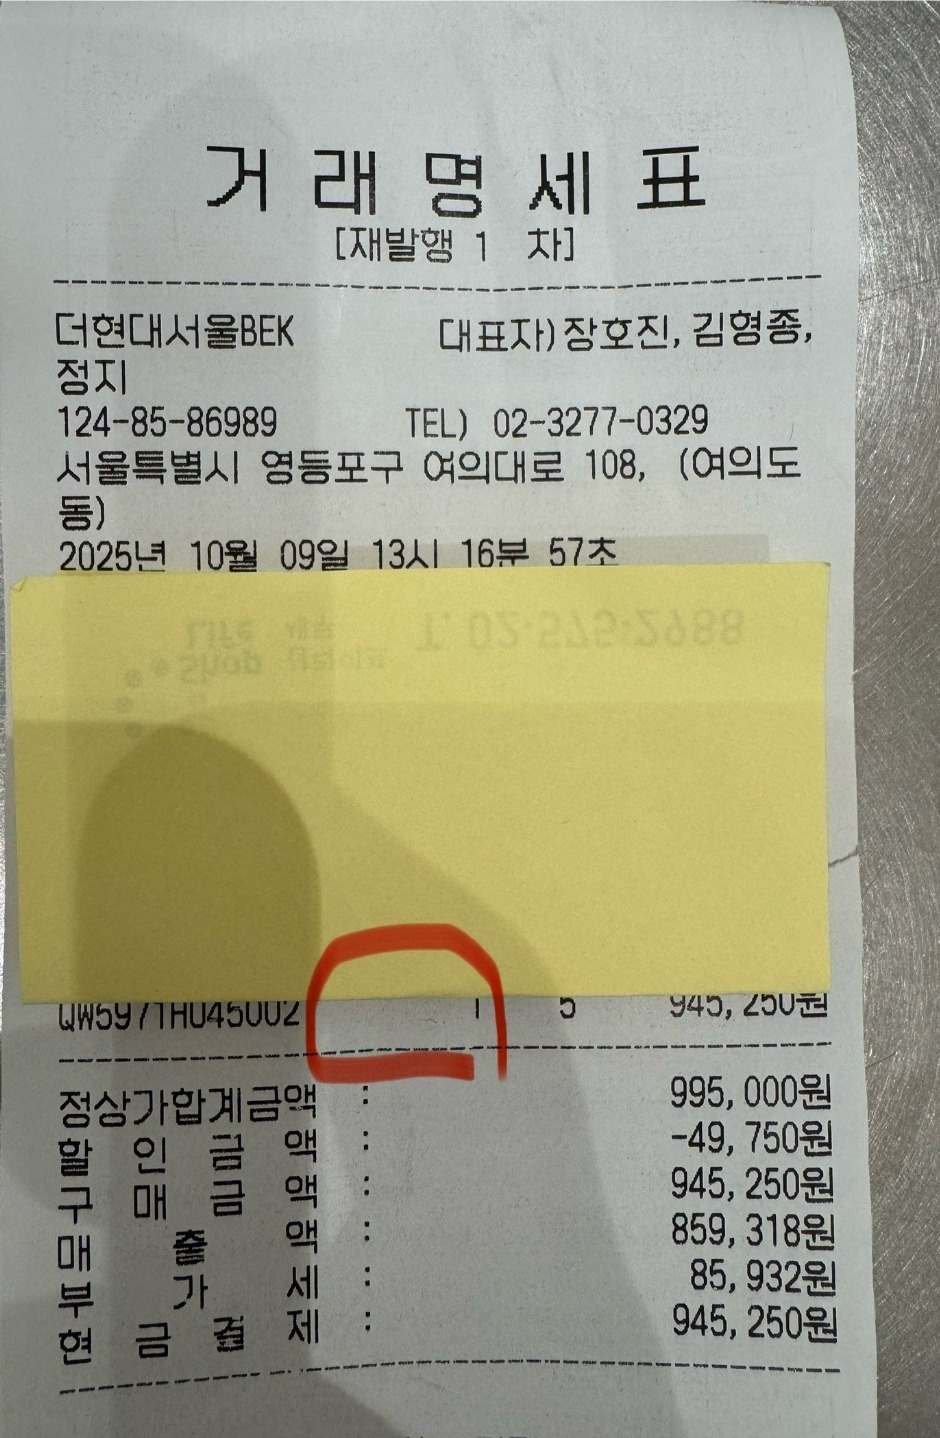 거래명세표
[재발행 1 차]
더현대서울BEK 대표자)장호진, 김형종,
정지
124-85-86989 TEL) 02-3277-0329
서울특별시 영등포구 여의대로 108, (여의도
동)
2025년 10월 09일 13시 16분 57초
Life
Shop
T. 02-575-2988
QW5971H045002 1 5 945,250원
정상가합계금액 : 995,000원
할 인 금 액 : -49,750원
구 매 금 액 : 945,250원
매 출 액 : 859,318원
부 가 세 : 85,932원
현 금 결 제 : 945,250원